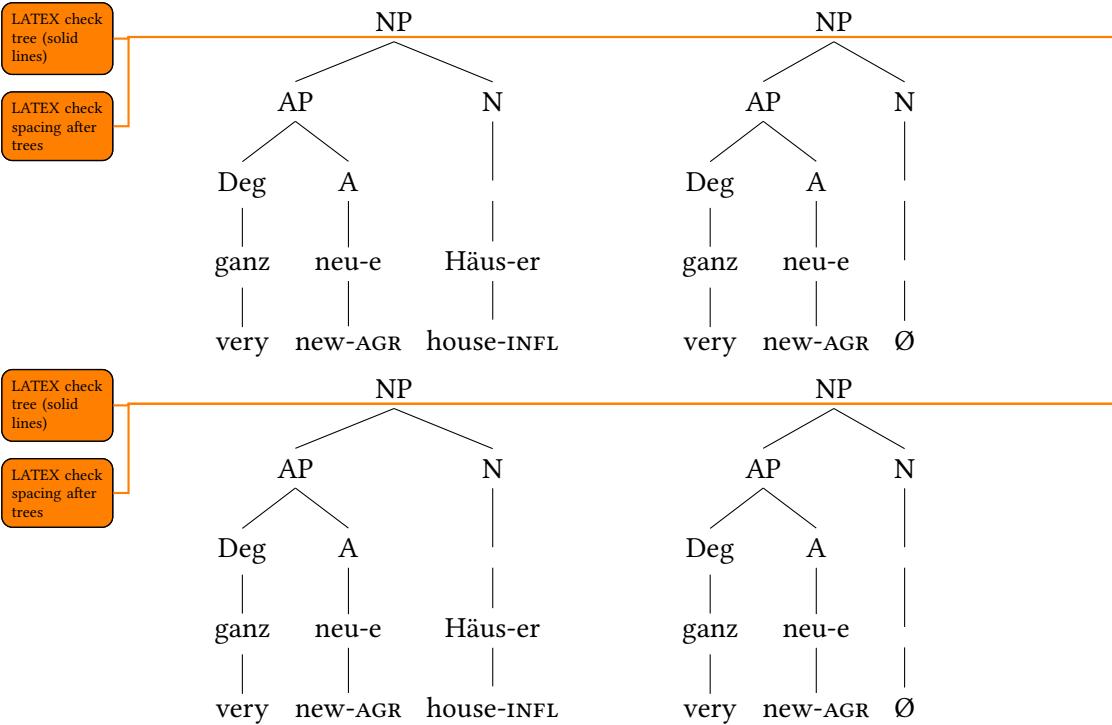 LATEX check
tree (solid
lines)
LATEX check
spacing after
trees
NP NP
AP N AP N
Deg A Deg A
ganz neu-e Häus-er ganz neu-e
very new-AGR house-INFL very new-AGR Ø
LATEX check
tree (solid
lines)
LATEX check
spacing after
trees
NP NP
AP N AP N
Deg A Deg A
ganz neu-e Häus-er ganz neu-e
very new-AGR house-INFL very new-AGR Ø